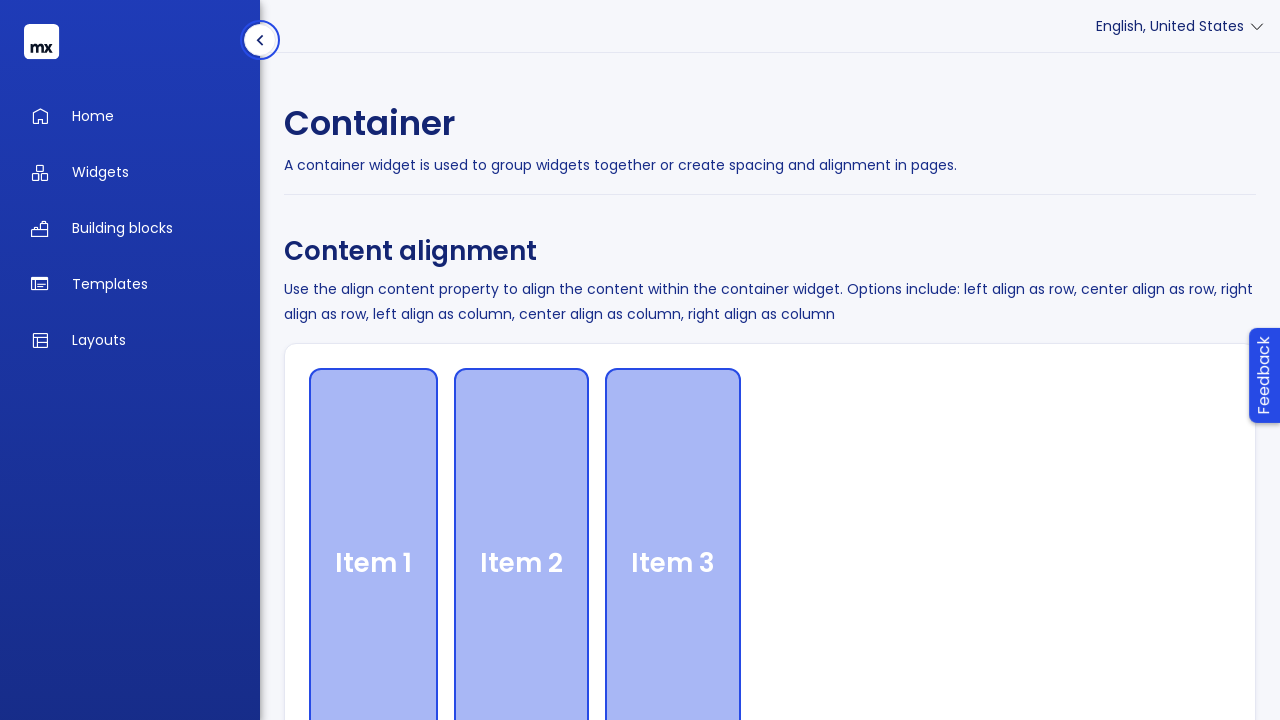 mx
English, United States
Home
Widgets
Building blocks
Templates
Layouts
Container
A container widget is used to group widgets together or create spacing and alignment in pages.
Content alignment
Use the align content property to align the content within the container widget. Options include: left align as row, center align as row, right
align as row, left align as column, center align as column, right align as column
Item 1
Item 2
Item 3
Feedback